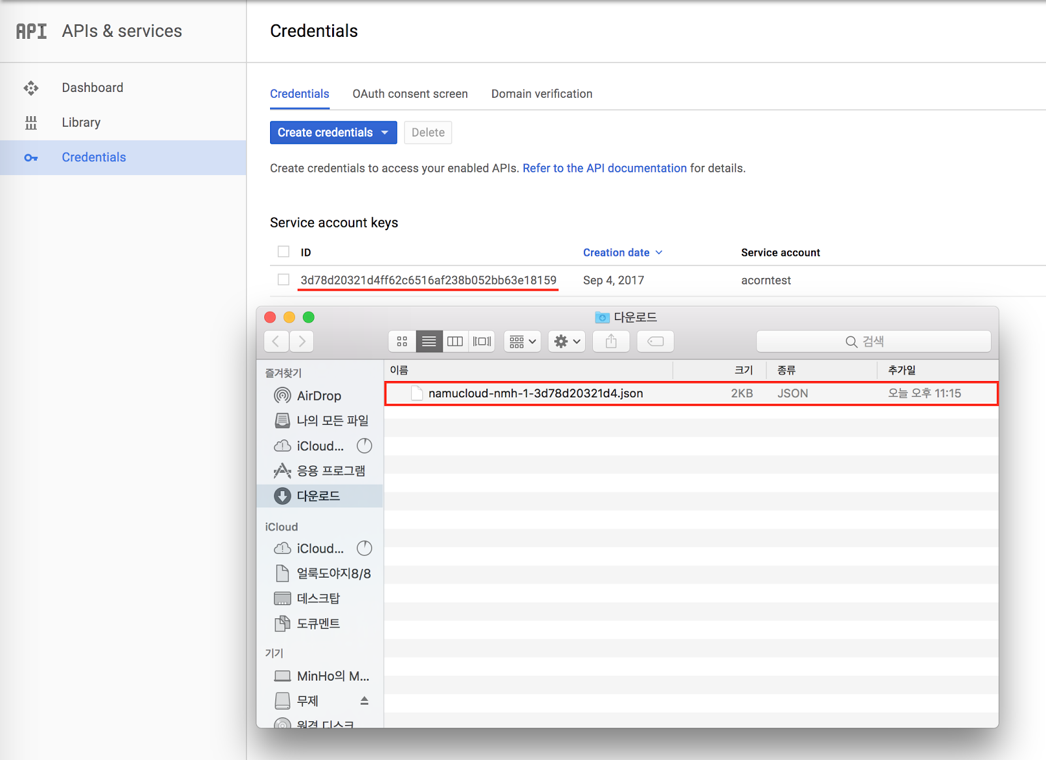 API APIs & services
Credentials
Dashboard
Library
Credentials
Credentials OAuth consent screen Domain verification
Create credentials Delete
Create credentials to access your enabled APIs. Refer to the API documentation for details.
Service account keys
ID Creation date Service account
3d78d20321d4ff62c6516af238b052bb63e18159 Sep 4, 2017 acorntest
다운로드
검색
즐겨찾기
AirDrop
나의 모든 파일
iCloud...
응용 프로그램
다운로드
iCloud
iCloud...
얼룩도야지8/8
데스크탑
도큐멘트
기기
MinHo의 M...
무제
원격 디스크
이름 크기 종류 추가일
namucloud-nmh-1-3d78d20321d4.json 2KB JSON 오늘 오후 11:15